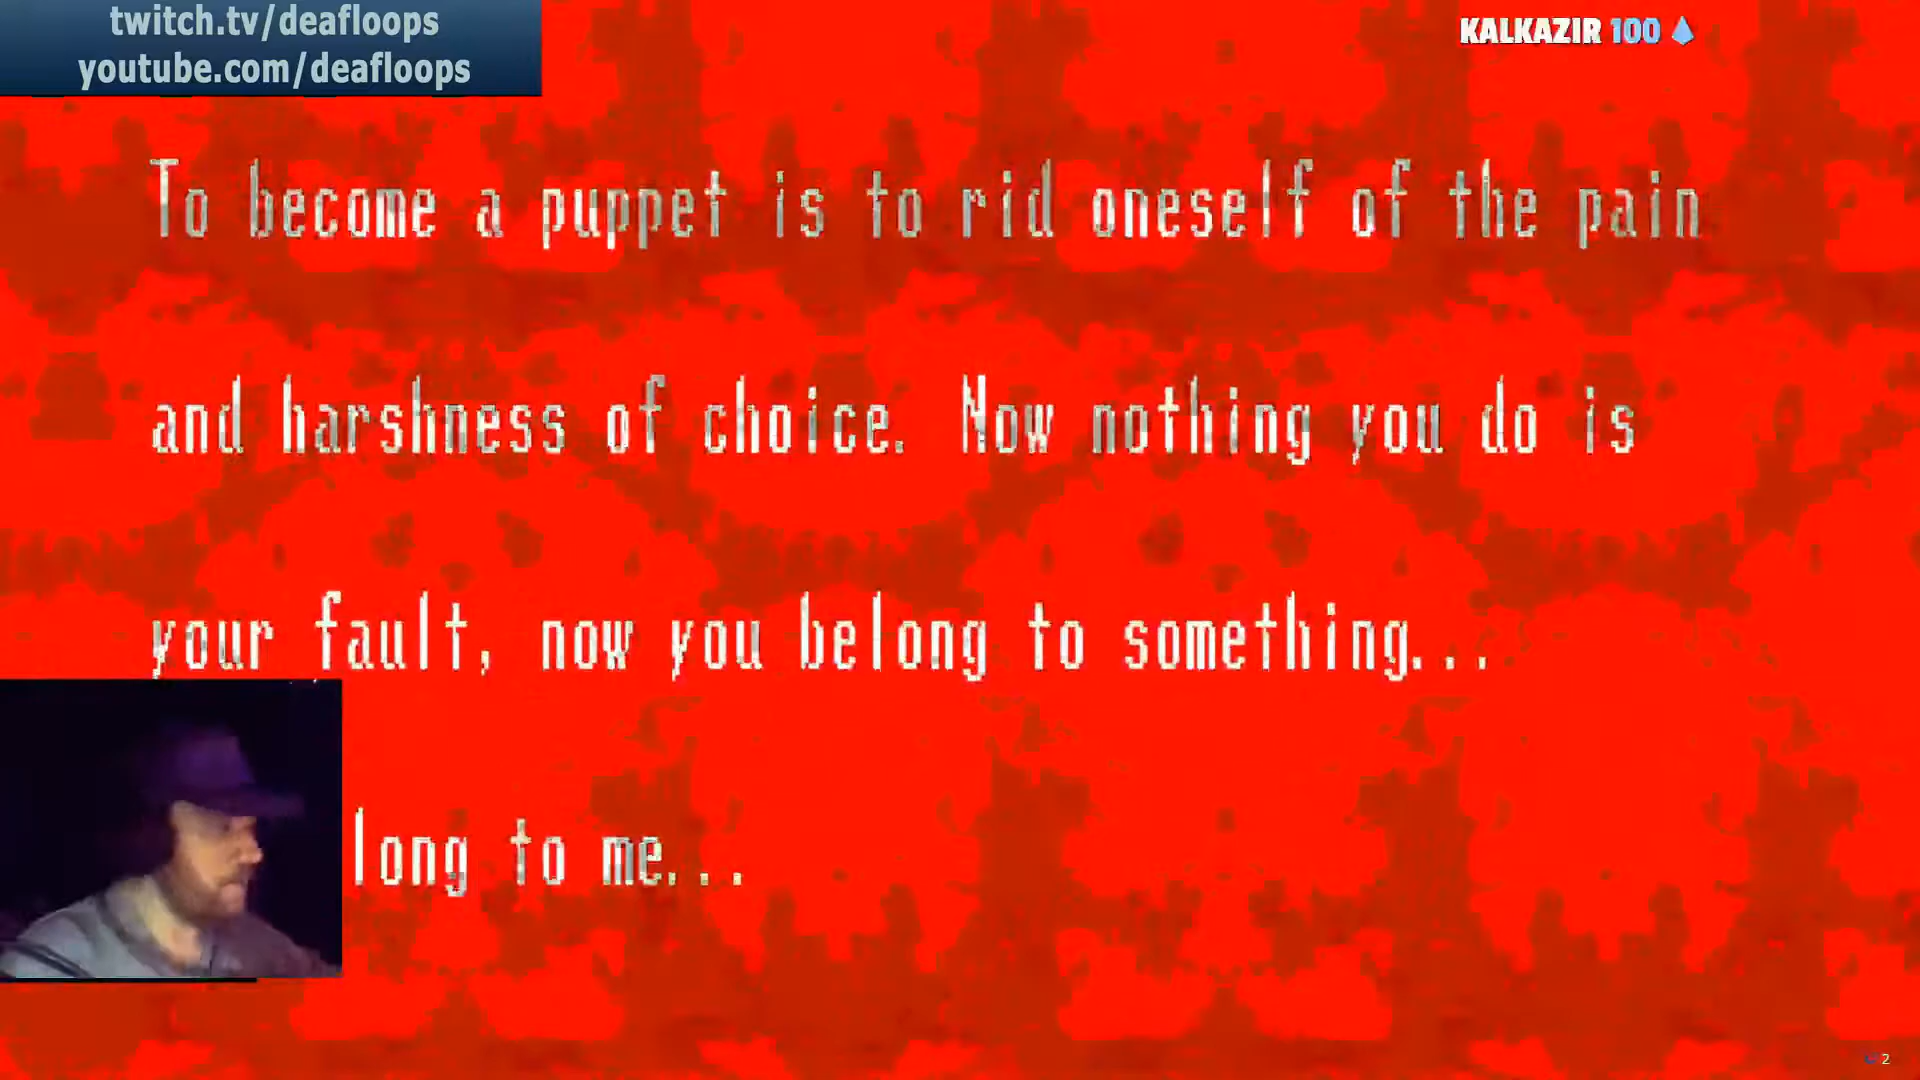 twitch.tv/deafloops
youtube.com/deafloops
KALKAZIR 100
To become a puppet is to rid oneself of the pain
and harshness of choice. Now nothing you do is
your fault, now you belong to something...
long to me...
2